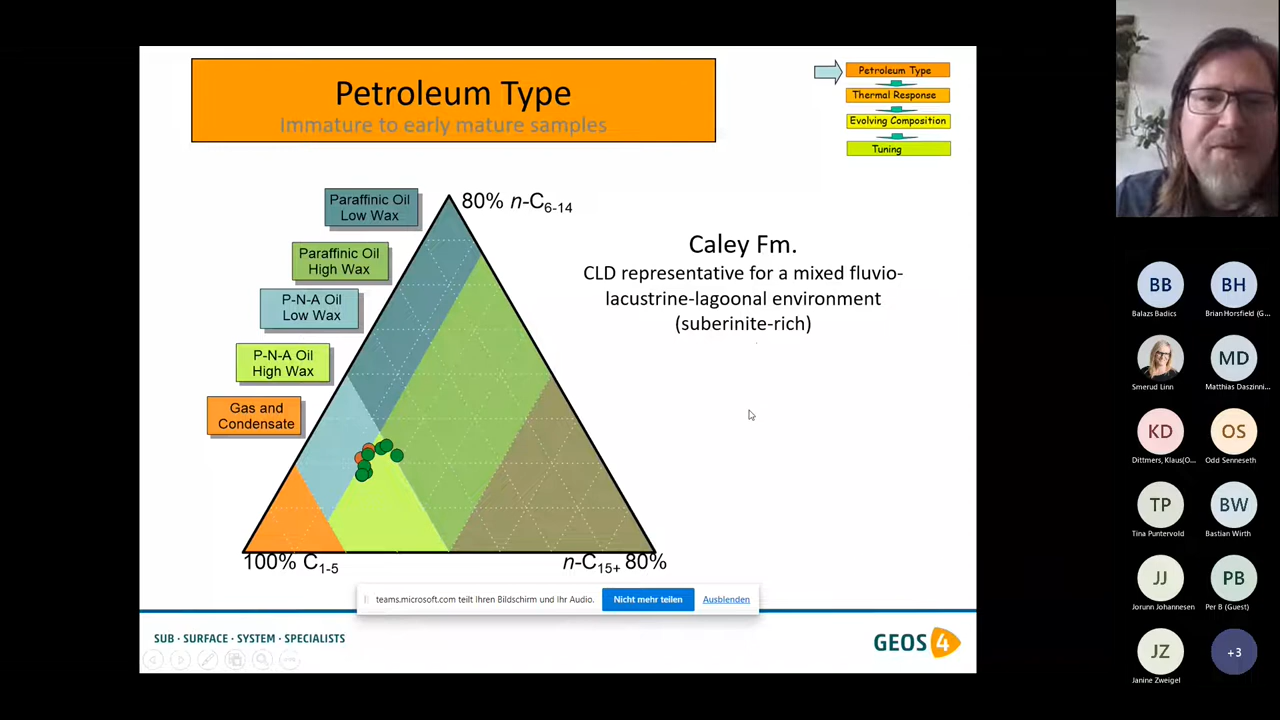 Petroleum Type
Immature to early mature samples
Petroleum Type
Thermal Response
Evolving Composition
Tuning
Paraffinic Oil
Low Wax
Paraffinic Oil
High Wax
P-N-A Oil
Low Wax
P-N-A Oil
High Wax
Gas and
Condensate
80% n-C6-14
100% C1-5
n-C15+ 80%
Caley Fm.
CLD representative for a mixed fluvio-
lacustrine-lagoonal environment
(suberinite-rich)
teams.microsoft.com teilt Ihren Bildschirm und Ihr Audio.
Nicht mehr teilen
Ausblenden
SUB · SURFACE · SYSTEM · SPECIALISTS
GEOS 4
BB
Balazs Badics
BH
Brian Horsfield (G...
Smerud Linn
MD
Matthias Daszinni...
KD
Dittmers, Klaus(O...
OS
Odd Senneseth
TP
Tina Puntervold
BW
Bastian Wirth
JJ
Jorunn Johannesen
PB
Per B (Guest)
JZ
Janine Zweigel
+3